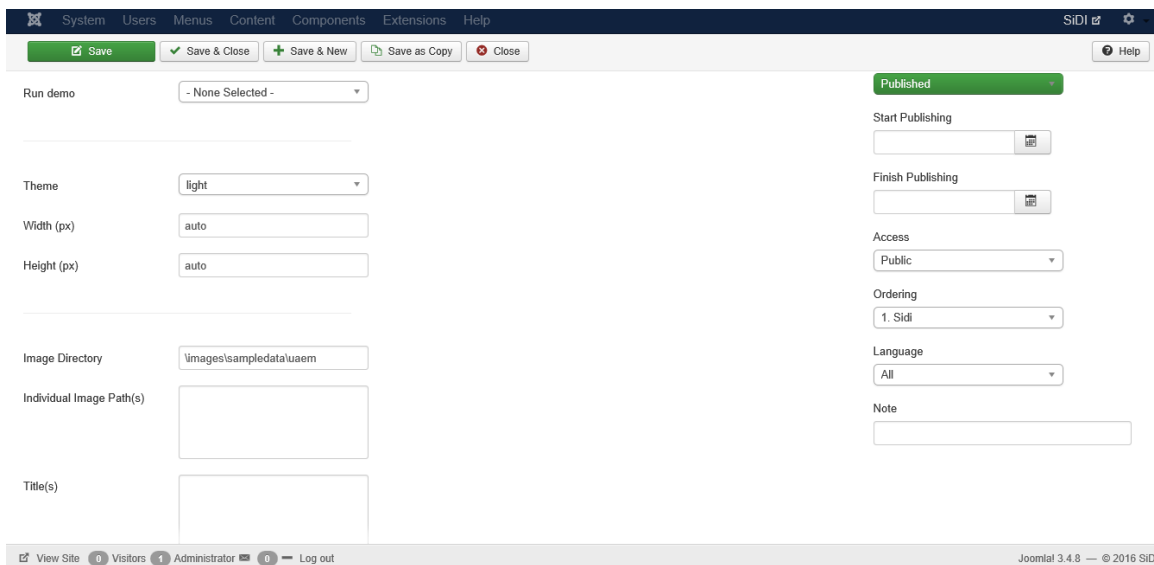 System Users Menus Content Components Extensions Help SiDI
Save Save & Close Save & New Save as Copy Close Help
Run demo - None Selected -
Published
Start Publishing
Finish Publishing
Theme light
Width (px) auto
Access
Public
Height (px) auto
Ordering
1. Sidi
Language
Image Directory \images\sampledata\uaem
All
Individual Image Path(s)
Note
Title(s)
View Site 0 Visitors 1 Administrator 0 Log out Joomla! 3.4.8 — © 2016 SiD